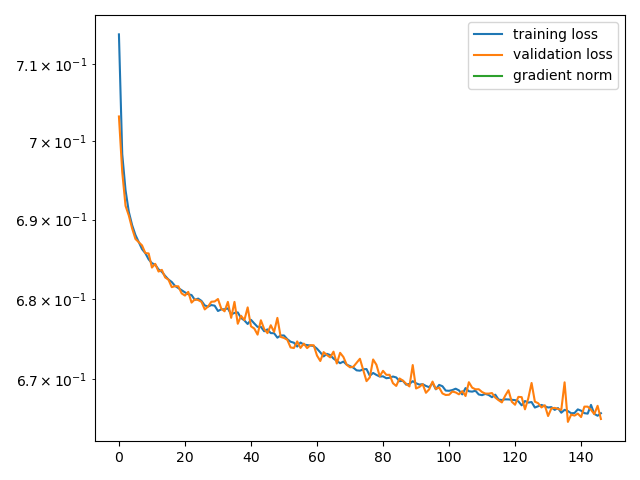 training loss
validation loss
gradient norm
7.1 × 10⁻¹
7 × 10⁻¹
6.9 × 10⁻¹
6.8 × 10⁻¹
6.7 × 10⁻¹
0 20 40 60 80 100 120 140